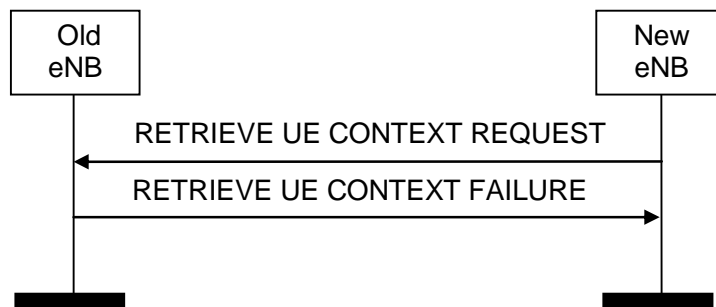 Old
eNB
New
eNB
RETRIEVE UE CONTEXT REQUEST
RETRIEVE UE CONTEXT FAILURE